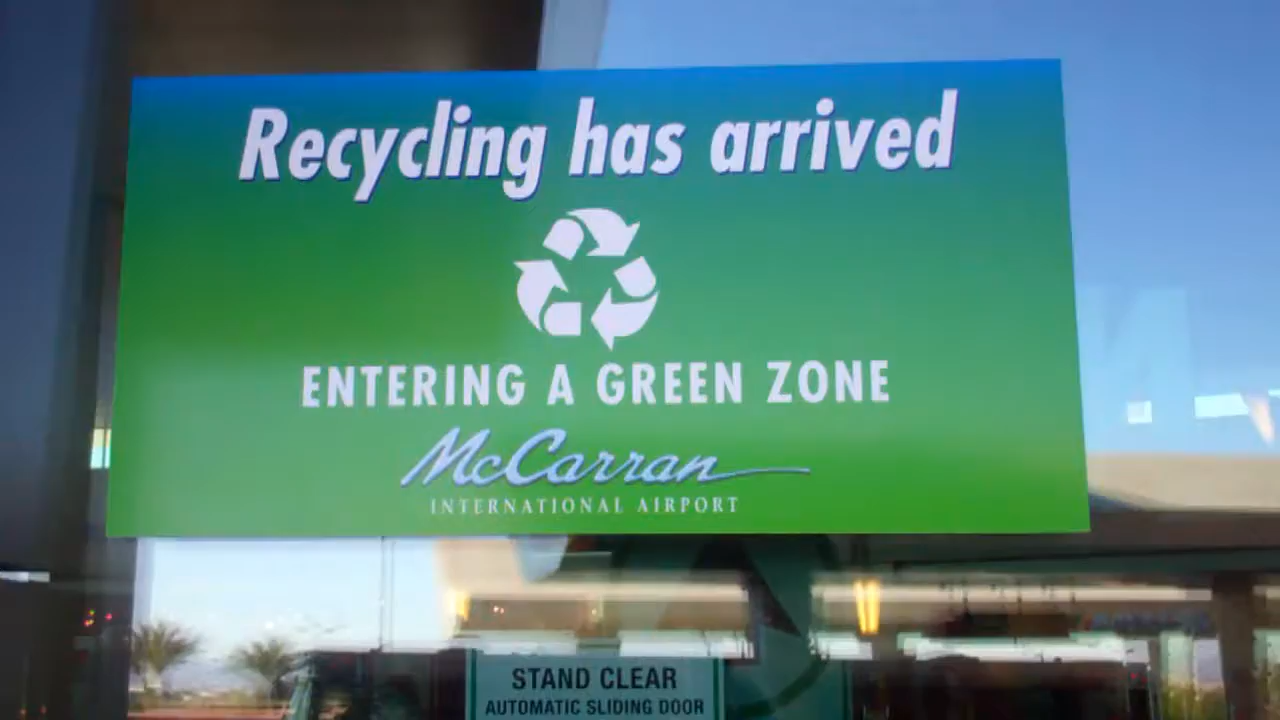 Recycling has arrived
ENTERING A GREEN ZONE
McCarran
INTERNATIONAL AIRPORT
STAND CLEAR
AUTOMATIC SLIDING DOOR